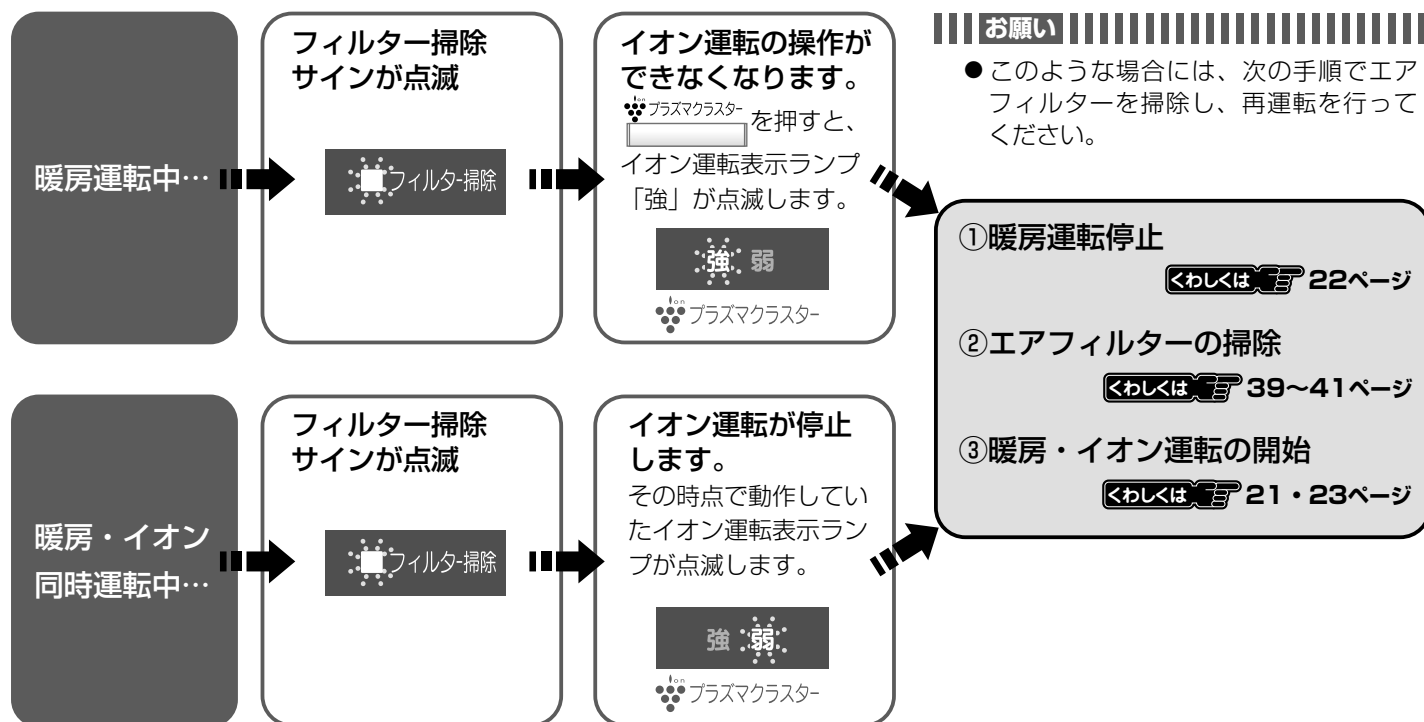 暖房運転中…
フィルター掃除
サインが点滅
フィルター掃除
イオン運転の操作が
できなくなります。
ion
プラズマクラスター
を押すと、
イオン運転表示ランプ
「強」が点滅します。
強 弱
ion
プラズマクラスター
暖房・イオン
同時運転中…
フィルター掃除
サインが点滅
フィルター掃除
イオン運転が停止
します。
その時点で動作してい
たイオン運転表示ラン
プが点滅します。
強 弱
ion
プラズマクラスター
お願い
●このような場合には、次の手順でエア
フィルターを掃除し、再運転を行って
ください。
①暖房運転停止
くわしくは 22ページ
②エアフィルターの掃除
くわしくは 39〜41ページ
③暖房・イオン運転の開始
くわしくは 21・23ページ